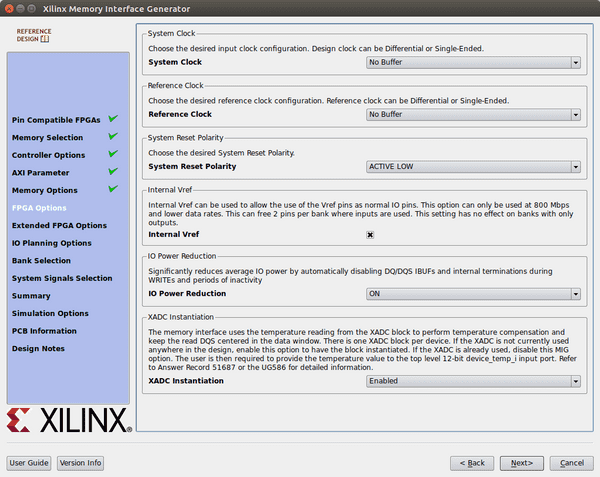 Xilinx Memory Interface Generator
REFERENCE
DESIGN
Pin Compatible FPGAs
Memory Selection
Controller Options
AXI Parameter
Memory Options
FPGA Options
Extended FPGA Options
IO Planning Options
Bank Selection
System Signals Selection
Summary
Simulation Options
PCB Information
Design Notes
XILINX®
System Clock
Choose the desired input clock configuration. Design clock can be Differential or Single-Ended.
System Clock No Buffer
Reference Clock
Choose the desired reference clock configuration. Reference clock can be Differential or Single-Ended.
Reference Clock No Buffer
System Reset Polarity
Choose the desired System Reset Polarity.
System Reset Polarity ACTIVE LOW
Internal Vref
Internal Vref can be used to allow the use of the Vref pins as normal IO pins. This option can only be used at 800 Mbps
and lower data rates. This can free 2 pins per bank where inputs are used. This setting has no effect on banks with only
outputs.
Internal Vref
IO Power Reduction
Significantly reduces average IO power by automatically disabling DQ/DQS IBUFs and internal terminations during
WRITEs and periods of inactivity
IO Power Reduction ON
XADC Instantiation
The memory interface uses the temperature reading from the XADC block to perform temperature compensation and
keep the read DQS centered in the data window. There is one XADC block per device. If the XADC is not currently used
anywhere in the design, enable this option to have the block instantiated. If the XADC is already used, disable this MIG
option. The user is then required to provide the temperature value to the top level 12-bit device_temp_i input port. Refer
to Answer Record 51687 or the UG586 for detailed information.
XADC Instantiation Enabled
User Guide Version Info < Back Next> Cancel